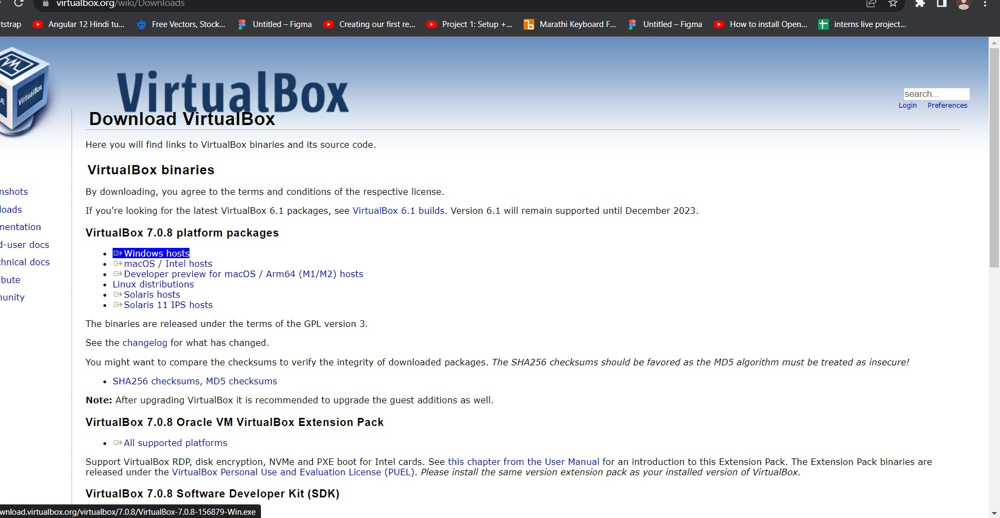 virtualbox.org/wiki/Downloads
tstrap Angular 12 Hindi tu... Free Vectors, Stock... Untitled – Figma Creating our first re... Project 1: Setup +... Marathi Keyboard F... Untitled – Figma How to install Open... interns live project...
VirtualBox
VirtualBox
search...
Login Preferences
Download VirtualBox
Here you will find links to VirtualBox binaries and its source code.
VirtualBox binaries
nshots
By downloading, you agree to the terms and conditions of the respective license.
loads
If you're looking for the latest VirtualBox 6.1 packages, see VirtualBox 6.1 builds. Version 6.1 will remain supported until December 2023.
mentation
VirtualBox 7.0.8 platform packages
d-user docs
• Windows hosts
chnical docs
• macOS / Intel hosts
• Developer preview for macOS / Arm64 (M1/M2) hosts
bute
• Linux distributions
• Solaris hosts
nunity
• Solaris 11 IPS hosts
The binaries are released under the terms of the GPL version 3.
See the changelog for what has changed.
You might want to compare the checksums to verify the integrity of downloaded packages. The SHA256 checksums should be favored as the MD5 algorithm must be treated as insecure!
• SHA256 checksums, MD5 checksums
Note: After upgrading VirtualBox it is recommended to upgrade the guest additions as well.
VirtualBox 7.0.8 Oracle VM VirtualBox Extension Pack
• All supported platforms
Support VirtualBox RDP, disk encryption, NVMe and PXE boot for Intel cards. See this chapter from the User Manual for an introduction to this Extension Pack. The Extension Pack binaries are
released under the VirtualBox Personal Use and Evaluation License (PUEL). Please install the same version extension pack as your installed version of VirtualBox.
VirtualBox 7.0.8 Software Developer Kit (SDK)
wnload.virtualbox.org/virtualbox/7.0.8/VirtualBox-7.0.8-156879-Win.exe